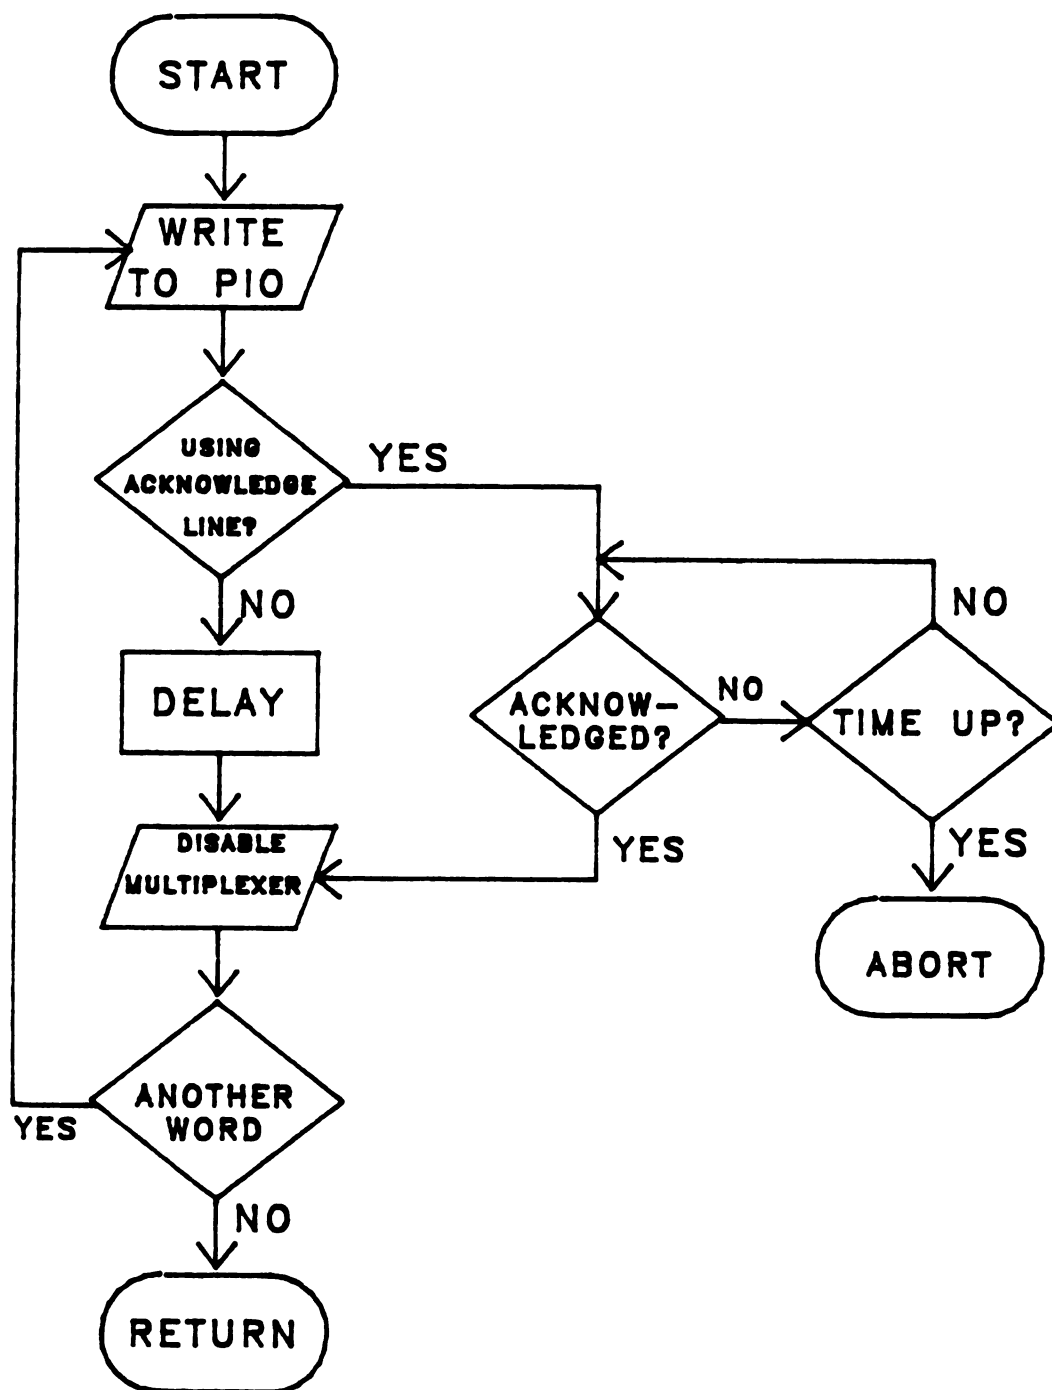 START
WRITE
TO PIO
USING
ACKNOWLEDGE
LINE?
YES
NO
NO
DELAY
ACKNOW-
LEDGED?
NO
TIME UP?
DISABLE
MULTIPLEXER
YES
YES
ABORT
ANOTHER
WORD
YES
NO
RETURN